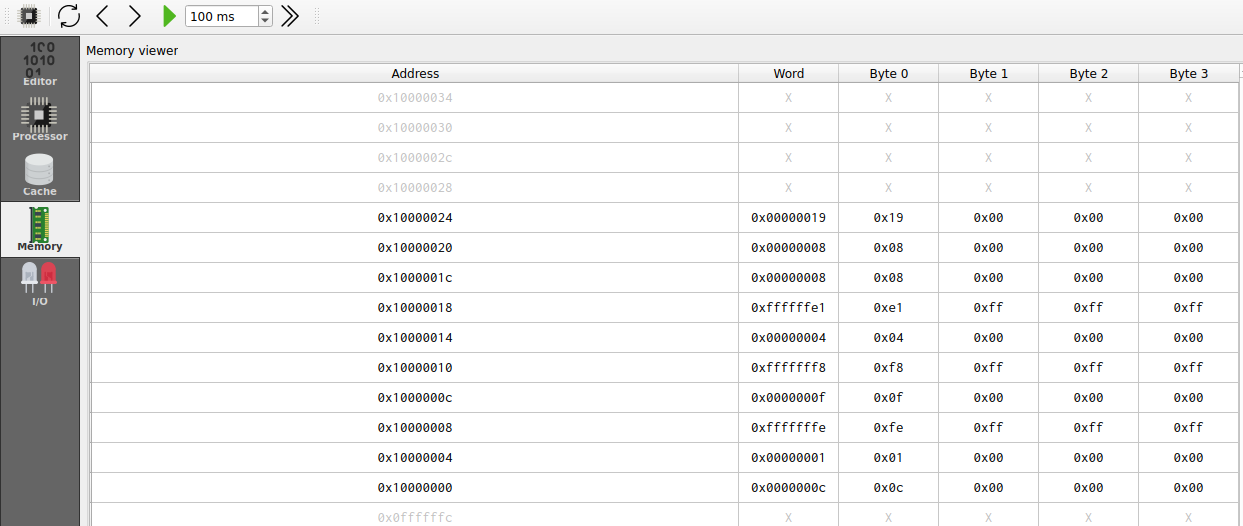 100 ms
100
1010
01
Editor
Processor
Cache
Memory
I/O
Memory viewer
Address Word Byte 0 Byte 1 Byte 2 Byte 3
0x10000034 X X X X X
0x10000030 X X X X X
0x1000002c X X X X X
0x10000028 X X X X X
0x10000024 0x00000019 0x19 0x00 0x00 0x00
0x10000020 0x00000008 0x08 0x00 0x00 0x00
0x1000001c 0x00000008 0x08 0x00 0x00 0x00
0x10000018 0xffffffe1 0xe1 0xff 0xff 0xff
0x10000014 0x00000004 0x04 0x00 0x00 0x00
0x10000010 0xfffffff8 0xf8 0xff 0xff 0xff
0x1000000c 0x0000000f 0x0f 0x00 0x00 0x00
0x10000008 0xfffffffe 0xfe 0xff 0xff 0xff
0x10000004 0x00000001 0x01 0x00 0x00 0x00
0x10000000 0x0000000c 0x0c 0x00 0x00 0x00
0x0ffffffc X X X X X